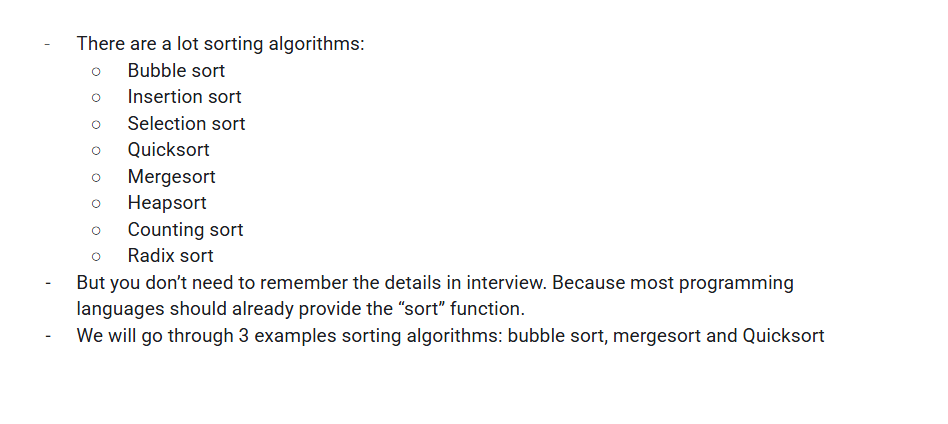 - There are a lot sorting algorithms:
○ Bubble sort
○ Insertion sort
○ Selection sort
○ Quicksort
○ Mergesort
○ Heapsort
○ Counting sort
○ Radix sort
- But you don’t need to remember the details in interview. Because most programming
languages should already provide the “sort” function.
- We will go through 3 examples sorting algorithms: bubble sort, mergesort and Quicksort